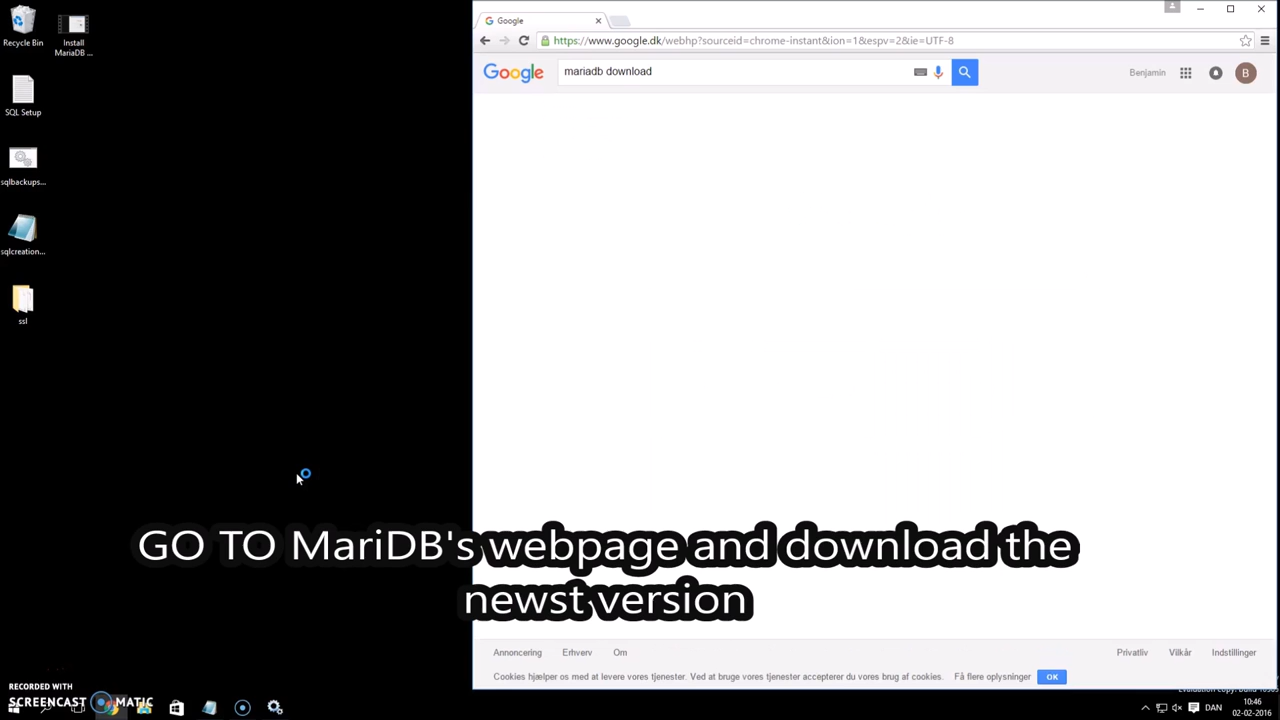 Recycle Bin
Install
MariaDB ...
SQL Setup
sqlbackups...
sqlcreation...
ssl
Google
https://www.google.dk/webhp?sourceid=chrome-instant&ion=1&espv=2&ie=UTF-8
Google
mariadb download
Benjamin
B
GO TO MariDB's webpage and download the
newst version
Annoncering
Erhverv
Om
Privatliv
Vilkår
Indstillinger
Cookies hjælper os med at levere vores tjenester. Ved at bruge vores tjenester accepterer du vores brug af cookies.
Få flere oplysninger
OK
RECORDED WITH
SCREENCAST MATIC
DAN
10:46
02-02-2016